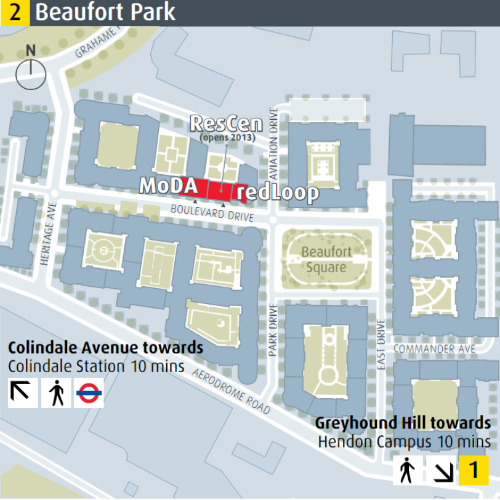 2 Beaufort Park
GRAHAME
N
ResCen
(opens 2013)
AVIATION DRIVE
MoDA
redLoop
BOULEVARD DRIVE
HERITAGE AVE
Beaufort
Square
PARK DRIVE
EAST DRIVE
COMMANDER AVE
Colindale Avenue towards
Colindale Station 10 mins
AERODROME ROAD
Greyhound Hill towards
Hendon Campus 10 mins
1